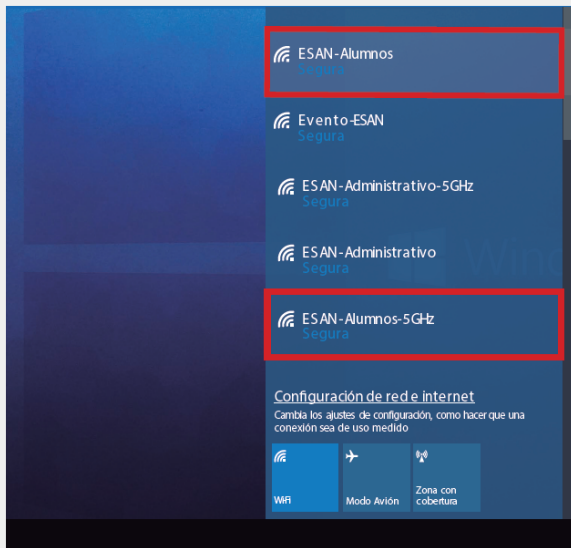 ESAN-Alumnos
Segura
Evento-ESAN
Segura
ESAN-Administrativo-5GHz
Segura
ESAN-Administrativo
Segura
ESAN-Alumnos-5GHz
Segura
Configuración de red e internet
Cambia los ajustes de configuración, como hacer que una
conexión sea de uso medido
WiFi
Modo Avión
Zona con
cobertura